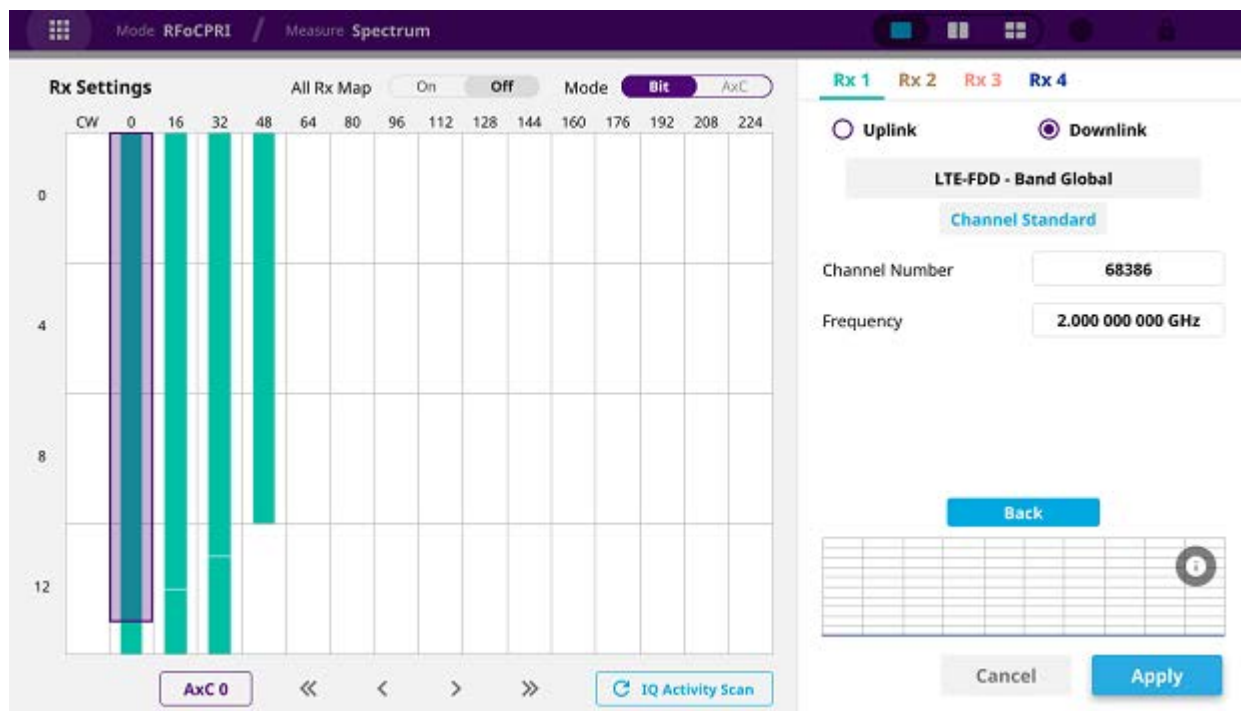 Mode RFoCPRI / Measure Spectrum
Rx Settings All Rx Map On Off Mode Bit AxC
CW 0 16 32 48 64 80 96 112 128 144 160 176 192 208 224
0
4
8
12
AxC 0 « < > » IQ Activity Scan
Rx 1 Rx 2 Rx 3 Rx 4
Uplink Downlink
LTE-FDD - Band Global
Channel Standard
Channel Number 68386
Frequency 2.000 000 000 GHz
Back
i
Cancel Apply